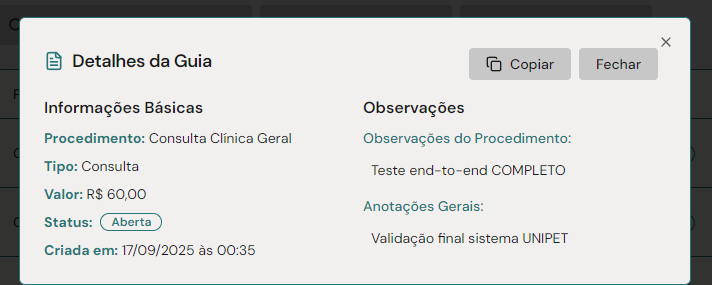 Detalhes da Guia
Copiar
Fechar
Informações Básicas
Procedimento: Consulta Clínica Geral
Tipo: Consulta
Valor: R$ 60,00
Status: Aberta
Criada em: 17/09/2025 às 00:35
Observações
Observações do Procedimento:
Teste end-to-end COMPLETO
Anotações Gerais:
Validação final sistema UNIPET